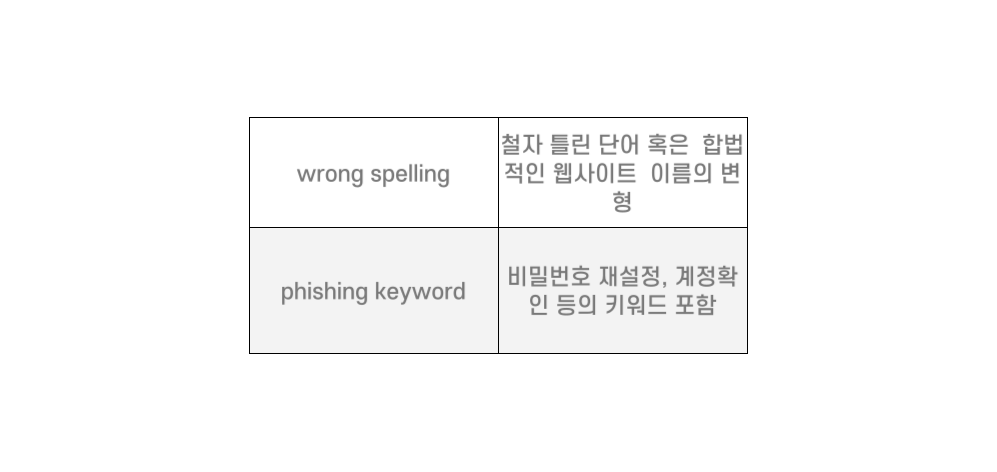 wrong spelling
철자 틀린 단어 혹은  합법
적인 웹사이트  이름의 변
형
phishing keyword
비밀번호 재설정, 계정확
인 등의 키워드 포함